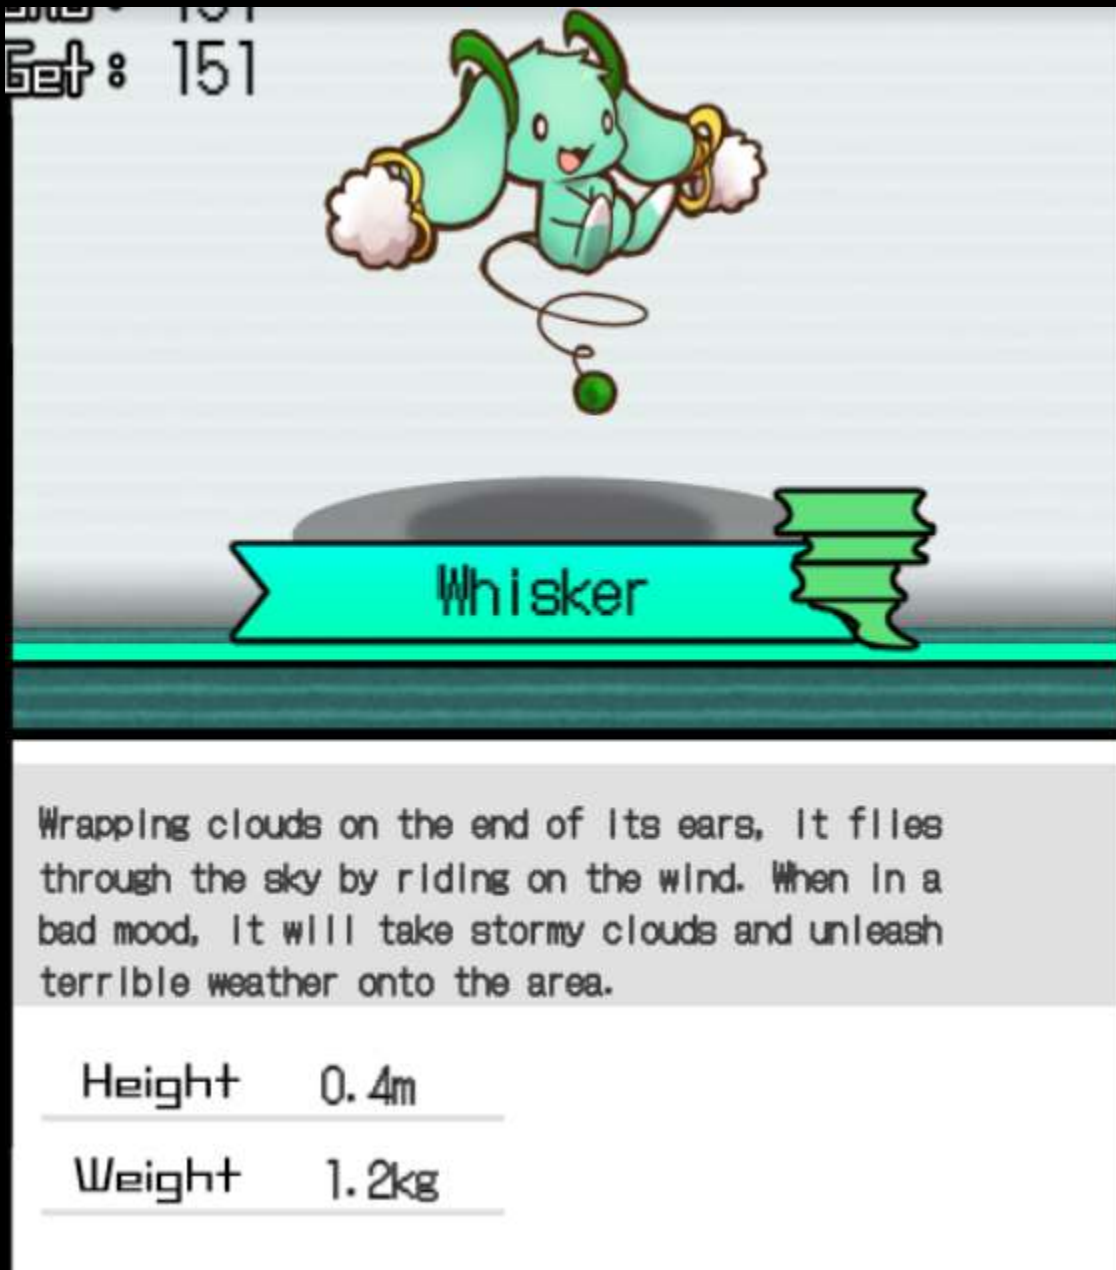 Get: 151
Whisker
Wrapping clouds on the end of its ears, it flies
through the sky by riding on the wind. When in a
bad mood, it will take stormy clouds and unleash
terrible weather onto the area.
Height 0.4m
Weight 1.2kg